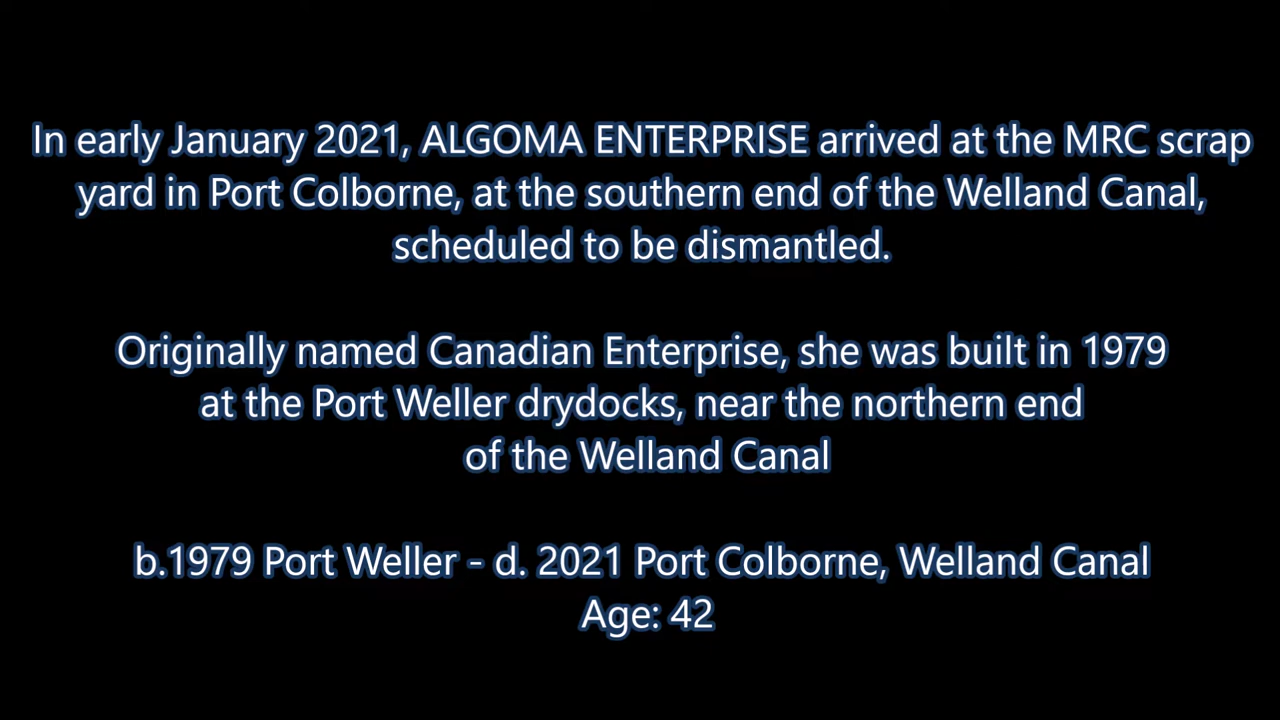 In early January 2021, ALGOMA ENTERPRISE arrived at the MRC scrap
yard in Port Colborne, at the southern end of the Welland Canal,
scheduled to be dismantled.
Originally named Canadian Enterprise, she was built in 1979
at the Port Weller drydocks, near the northern end
of the Welland Canal
b.1979 Port Weller - d. 2021 Port Colborne, Welland Canal
Age: 42